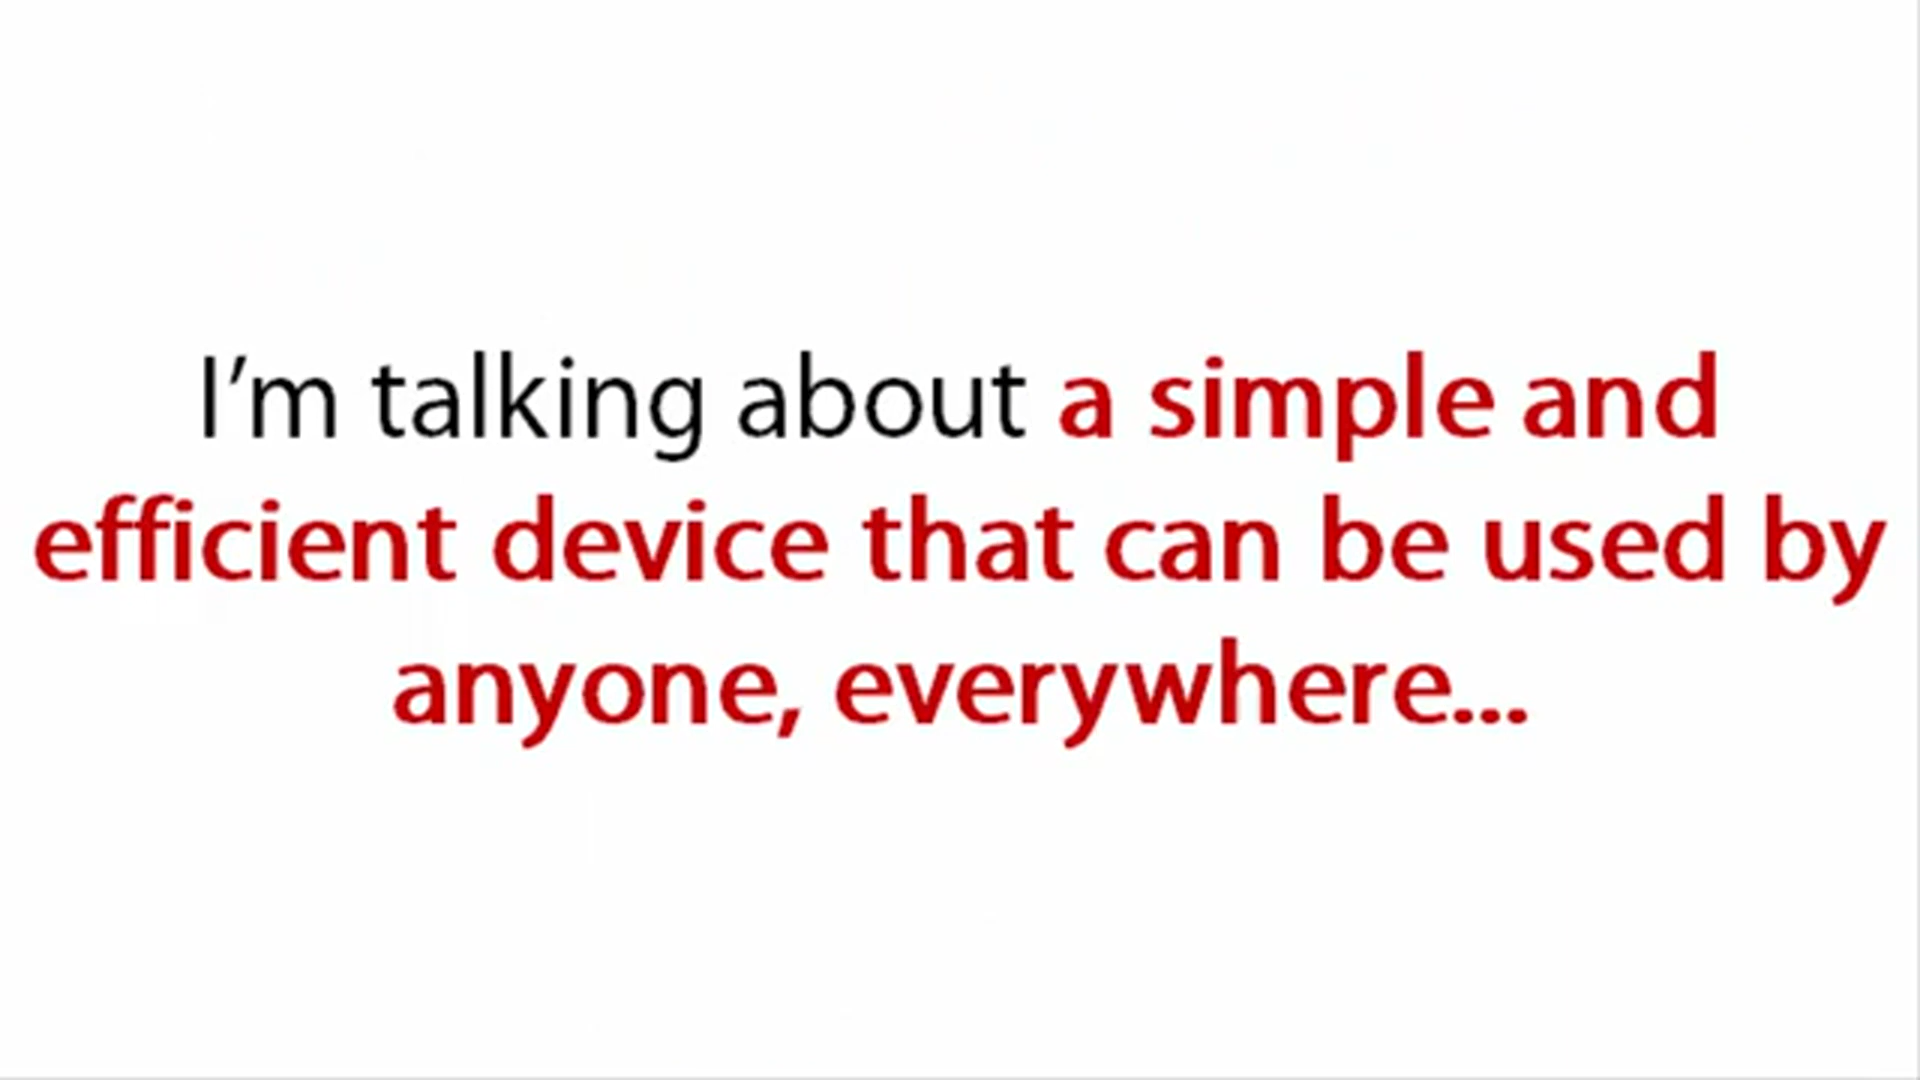 I’m talking about a simple and
efficient device that can be used by
anyone, everywhere...